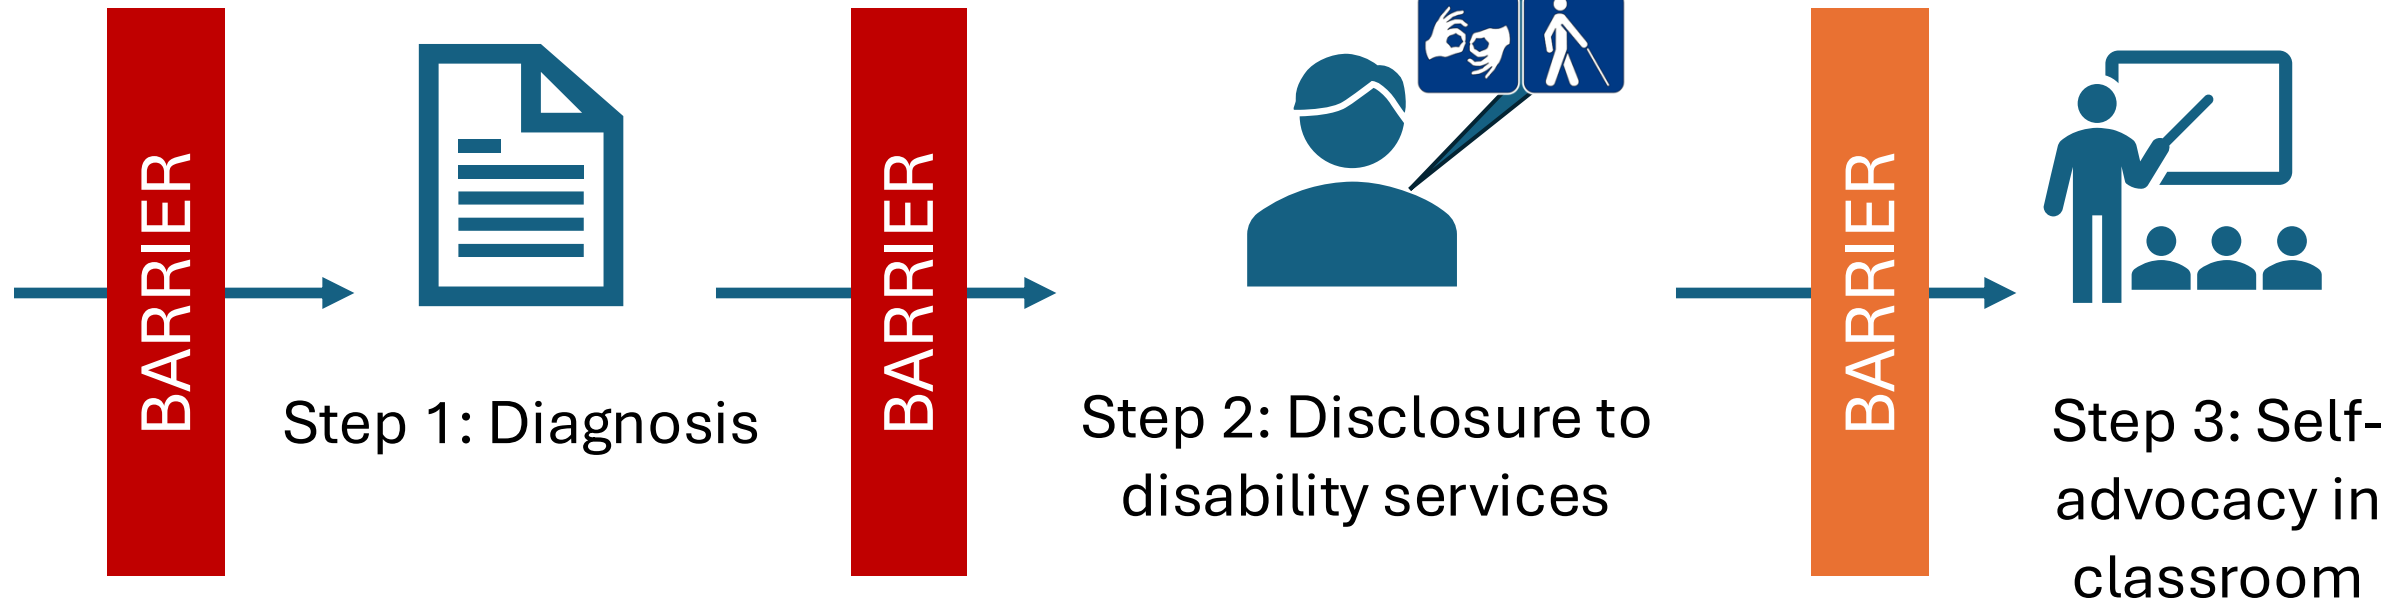 BARRIER
Step 1: Diagnosis
BARRIER
Step 2: Disclosure to
disability services
BARRIER
Step 3: Self-
advocacy in
classroom